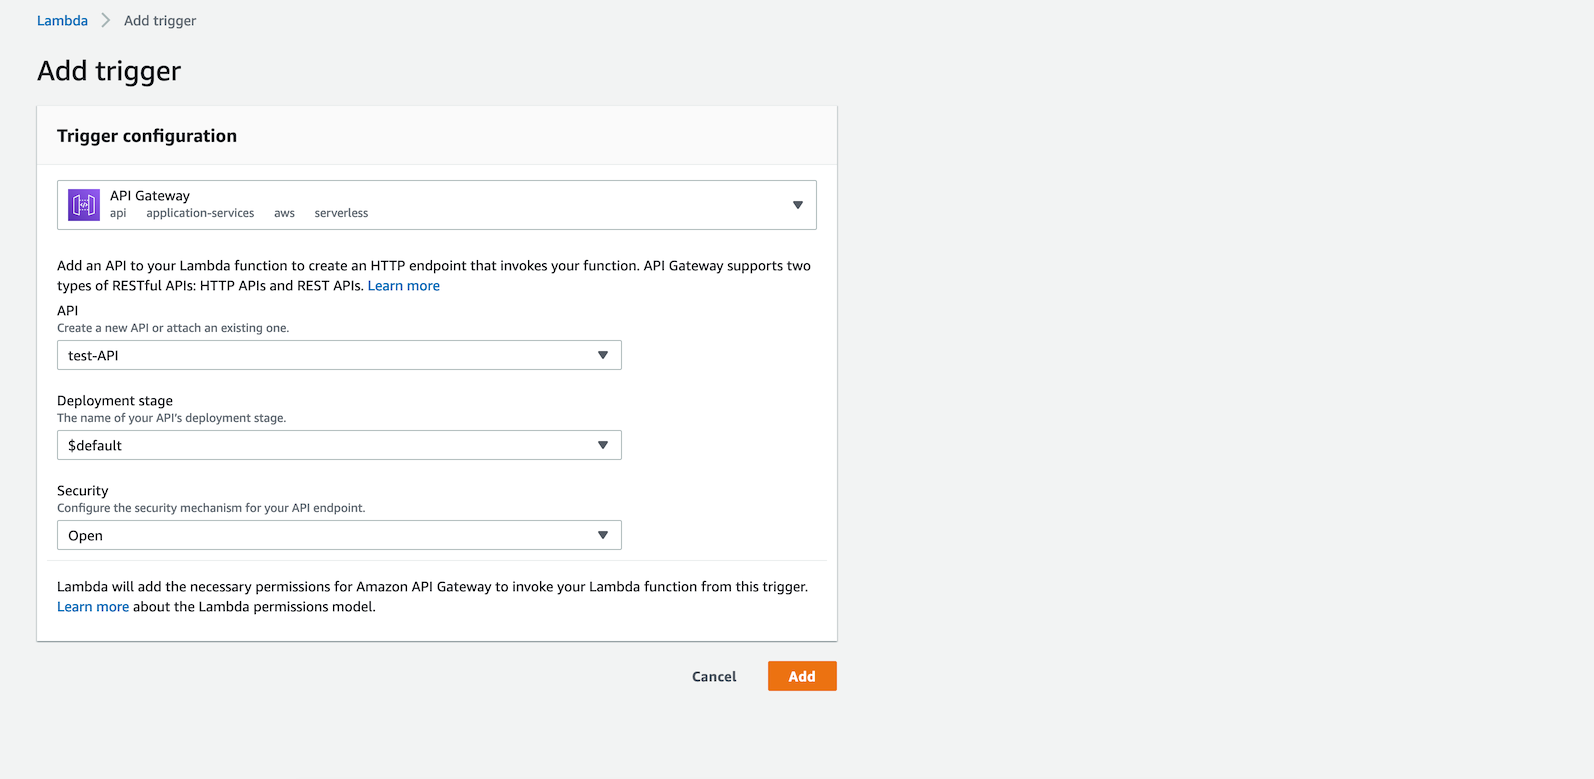 Lambda Add trigger
Add trigger
Trigger configuration
API Gateway
api application-services aws serverless
Add an API to your Lambda function to create an HTTP endpoint that invokes your function. API Gateway supports two
types of RESTful APIs: HTTP APIs and REST APIs. Learn more
API
Create a new API or attach an existing one.
test-API
Deployment stage
The name of your API's deployment stage.
$default
Security
Configure the security mechanism for your API endpoint.
Open
Lambda will add the necessary permissions for Amazon API Gateway to invoke your Lambda function from this trigger.
Learn more about the Lambda permissions model.
Cancel Add